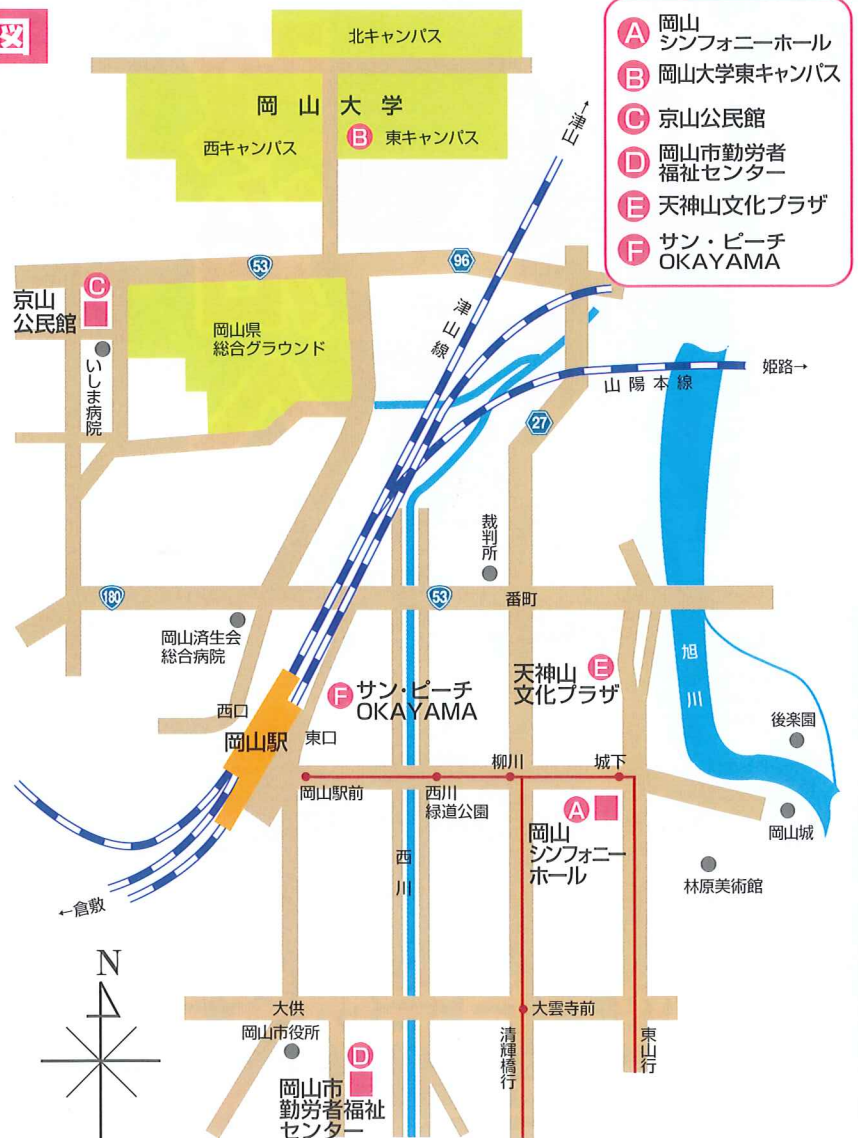 図
北キャンパス
岡山大学
西キャンパス
B 東キャンパス
↑津山
A 岡山
シンフォニーホール
B 岡山大学東キャンパス
C 京山公民館
D 岡山市勤労者
福祉センター
E 天神山文化プラザ
F サン・ピーチ
OKAYAMA
53
96
C
京山
公民館
いしま病院
岡山県
総合グラウンド
津山線
山陽本線
姫路→
27
裁判所
180
53
番町
岡山済生会
総合病院
旭川
天神山
文化プラザ
E
F サン・ピーチ
OKAYAMA
西口
岡山駅
東口
後楽園
岡山駅前
西川
緑道公園
柳川
城下
A
岡山
シンフォニー
ホール
岡山城
林原美術館
西川
←倉敷
N
大供
大雲寺前
岡山市役所
清輝橋行
東山行
D
岡山市
勤労者福祉
センター